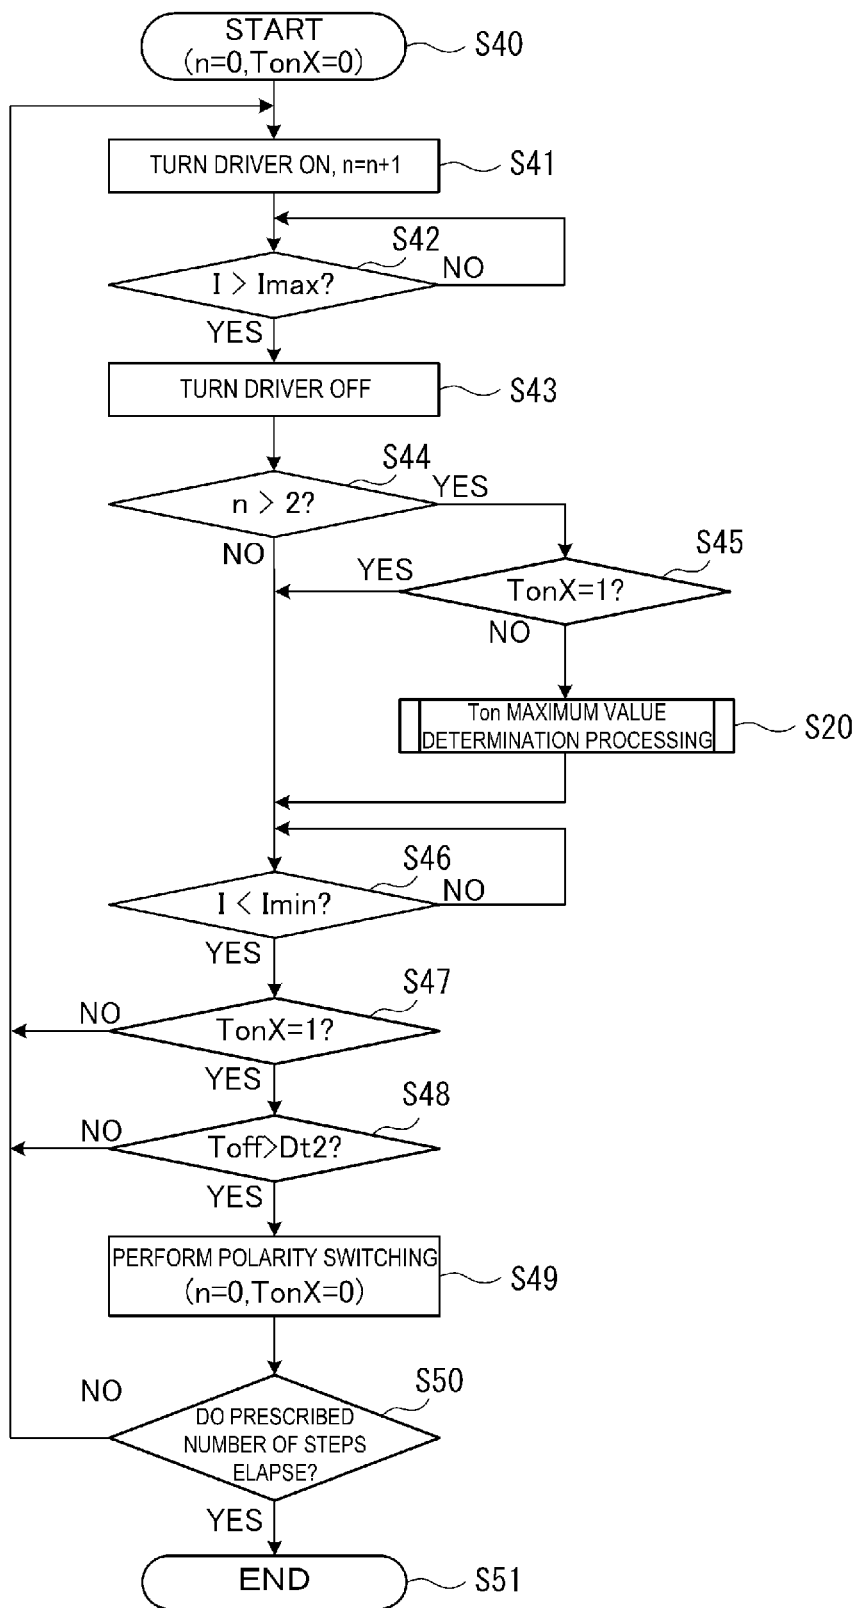 START
(n=0,TonX=0)
S40
TURN DRIVER ON, n=n+1
S41
S42
I > Imax?
NO
YES
TURN DRIVER OFF
S43
S44
n > 2?
YES
NO
S45
YES
TonX=1?
NO
Ton MAXIMUM VALUE
DETERMINATION PROCESSING
S20
S46
I < Imin?
NO
YES
S47
NO
TonX=1?
YES
S48
NO
Toff>Dt2?
YES
PERFORM POLARITY SWITCHING
(n=0,TonX=0)
S49
S50
NO
DO PRESCRIBED
NUMBER OF STEPS
ELAPSE?
YES
END
S51